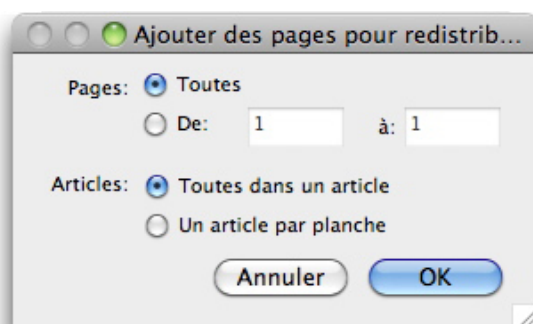 Ajouter des pages pour redistrib...
Pages: Toutes
De: 1 à: 1
Articles: Toutes dans un article
Un article par planche
Annuler OK